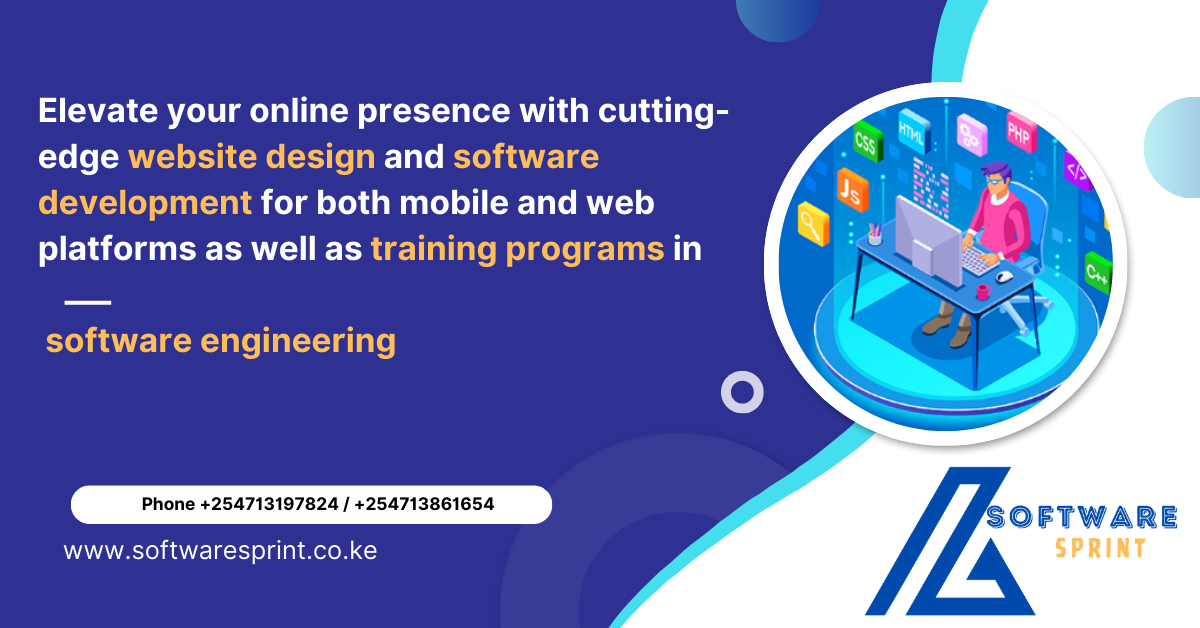 Elevate your online presence with cutting-
edge website design and software
development for both mobile and web
platforms as well as training programs in
software engineering
Phone +254713197824 / +254713861654
www.softwaresprint.co.ke
CSS
HTML
PHP
JS
</>
C++
SOFTWARE
SPRINT